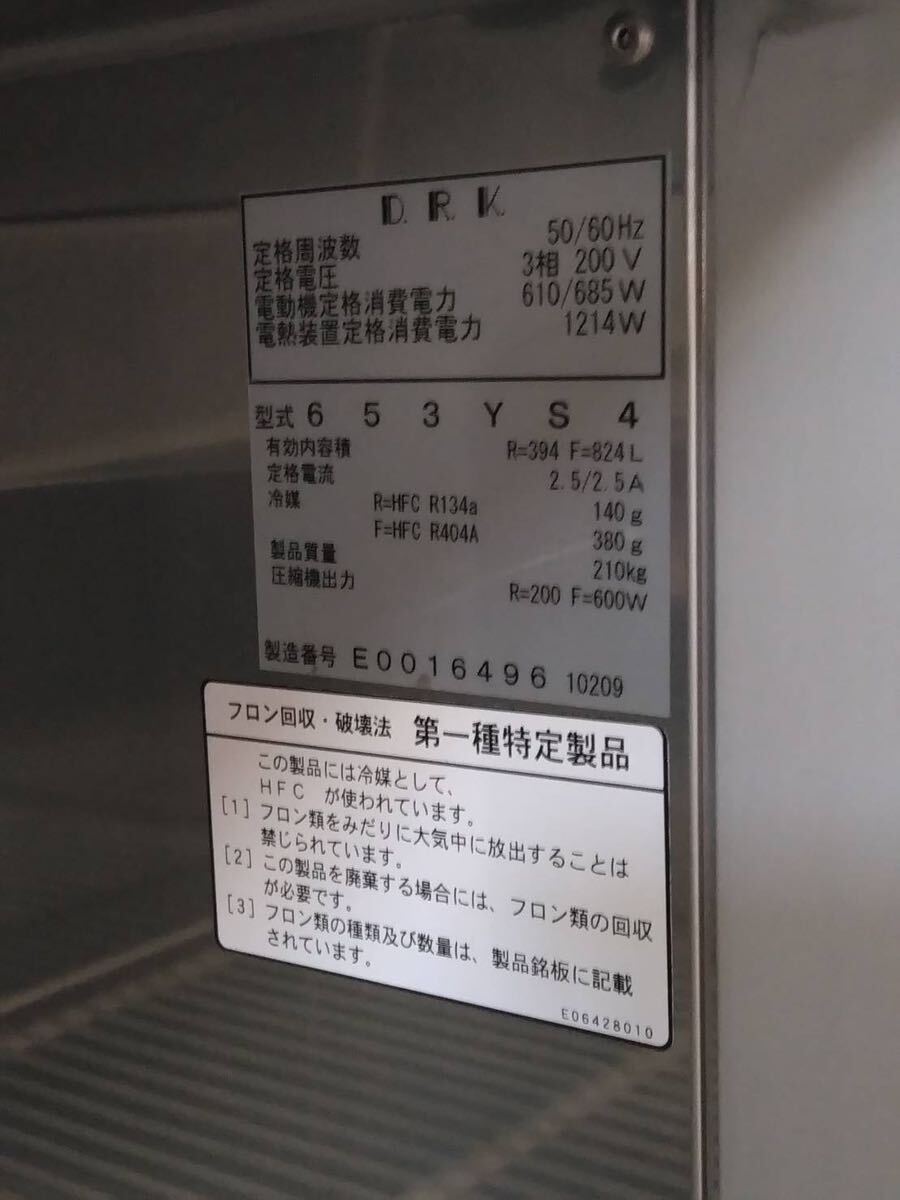 D.R.K.
定格周波数 50/60Hz
定格電圧 3相 200V
電動機定格消費電力 610/685W
電熱装置定格消費電力 1214W
型式 653YS4
有効内容積 R=394 F=824L
定格電流 2.5/2.5A
冷媒 R=HFC R134a 140g
F=HFC R404A 380g
製品質量 210kg
圧縮機出力 R=200 F=600W
製造番号 E0016496 10209
フロン回収・破壊法 第一種特定製品
この製品には冷媒として、
HFC が使われています。
[1] フロン類をみだりに大気中に放出することは
禁じられています。
[2] この製品を廃棄する場合には、フロン類の回収
が必要です。
[3] フロン類の種類及び数量は、製品銘板に記載
されています。
E06428010